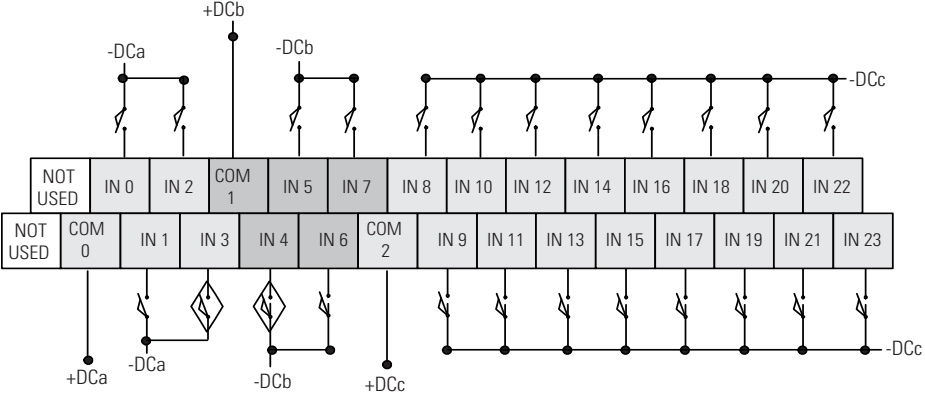 +DCb
-DCa
-DCb
-DCc
NOT USED
IN 0
IN 2
COM 1
IN 5
IN 7
IN 8
IN 10
IN 12
IN 14
IN 16
IN 18
IN 20
IN 22
NOT USED
COM 0
IN 1
IN 3
IN 4
IN 6
COM 2
IN 9
IN 11
IN 13
IN 15
IN 17
IN 19
IN 21
IN 23
-DCc
-DCa
+DCa
-DCb
+DCc